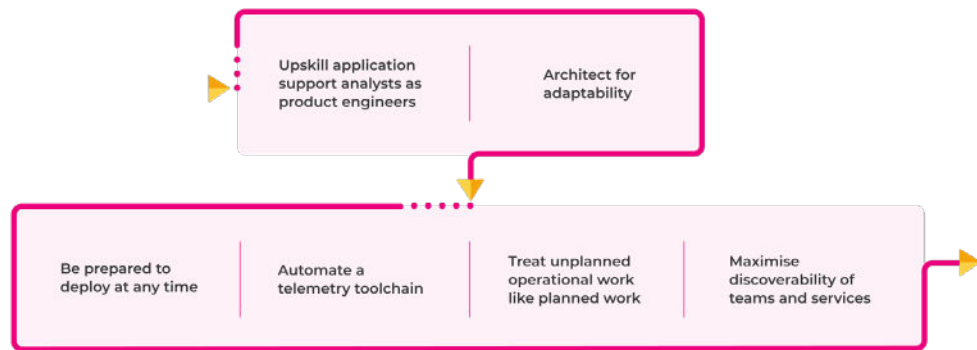 Upskill application
support analysts as
product engineers
Architect for
adaptability
Be prepared to
deploy at any time
Automate a
telemetry toolchain
Treat unplanned
operational work
like planned work
Maximise
discoverability of
teams and services